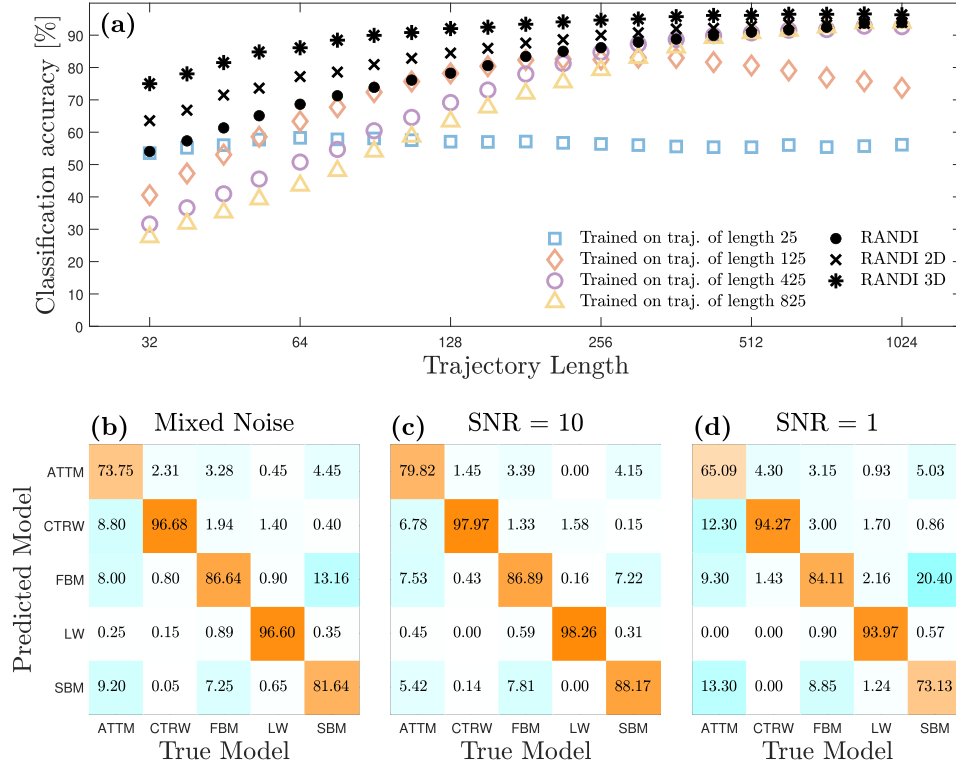 (a)
Classification accuracy [%]
90
80
70
60
50
40
30
20
10
0
32 64 128 256 512 1024
Trajectory Length
Trained on traj. of length 25
Trained on traj. of length 125
Trained on traj. of length 425
Trained on traj. of length 825
RANDI
RANDI 2D
RANDI 3D
Predicted Model
(b) Mixed Noise
ATTM 73.75 2.31 3.28 0.45 4.45
CTRW 8.80 96.68 1.94 1.40 0.40
FBM 8.00 0.80 86.64 0.90 13.16
LW 0.25 0.15 0.89 96.60 0.35
SBM 9.20 0.05 7.25 0.65 81.64
ATTM CTRW FBM LW SBM
True Model
(c) SNR = 10
79.82 1.45 3.39 0.00 4.15
6.78 97.97 1.33 1.58 0.15
7.53 0.43 86.89 0.16 7.22
0.45 0.00 0.59 98.26 0.31
5.42 0.14 7.81 0.00 88.17
ATTM CTRW FBM LW SBM
True Model
(d) SNR = 1
65.09 4.30 3.15 0.93 5.03
12.30 94.27 3.00 1.70 0.86
9.30 1.43 84.11 2.16 20.40
0.00 0.00 0.90 93.97 0.57
13.30 0.00 8.85 1.24 73.13
ATTM CTRW FBM LW SBM
True Model